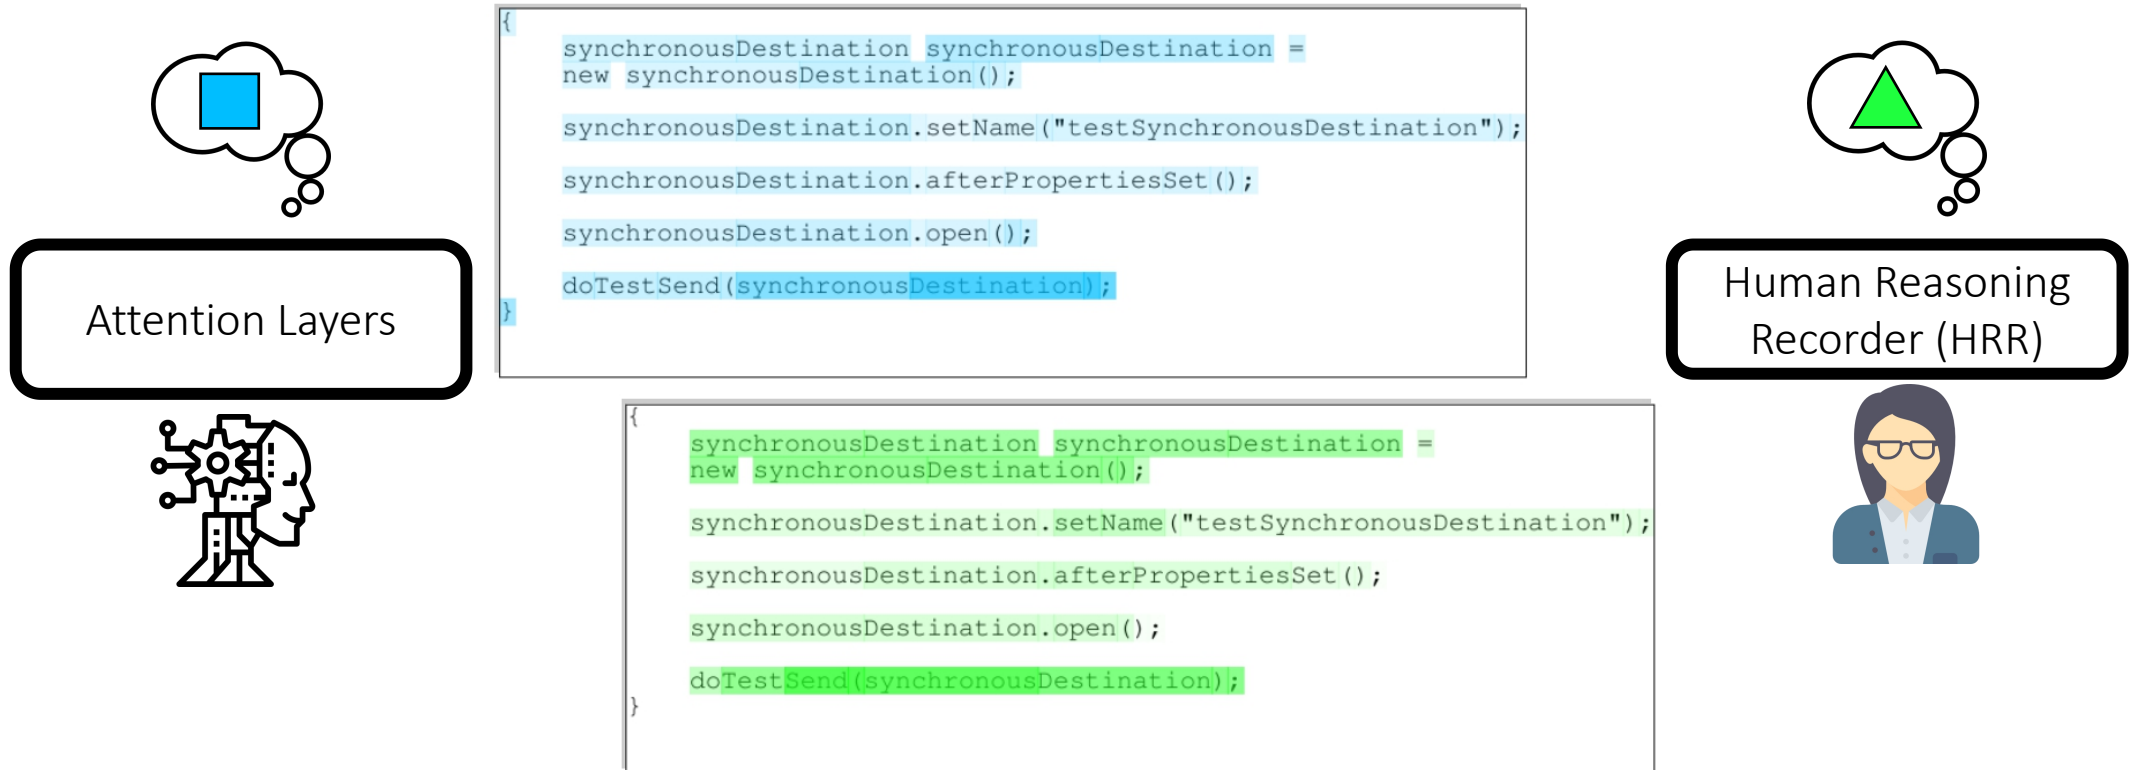 {
synchronousDestination synchronousDestination =
new synchronousDestination();
synchronousDestination.setName("testSynchronousDestination");
synchronousDestination.afterPropertiesSet();
synchronousDestination.open();
doTestSend(synchronousDestination);
}
Attention Layers
Human Reasoning
Recorder (HRR)
{
synchronousDestination synchronousDestination =
new synchronousDestination();
synchronousDestination.setName("testSynchronousDestination");
synchronousDestination.afterPropertiesSet();
synchronousDestination.open();
doTestSend(synchronousDestination);
}